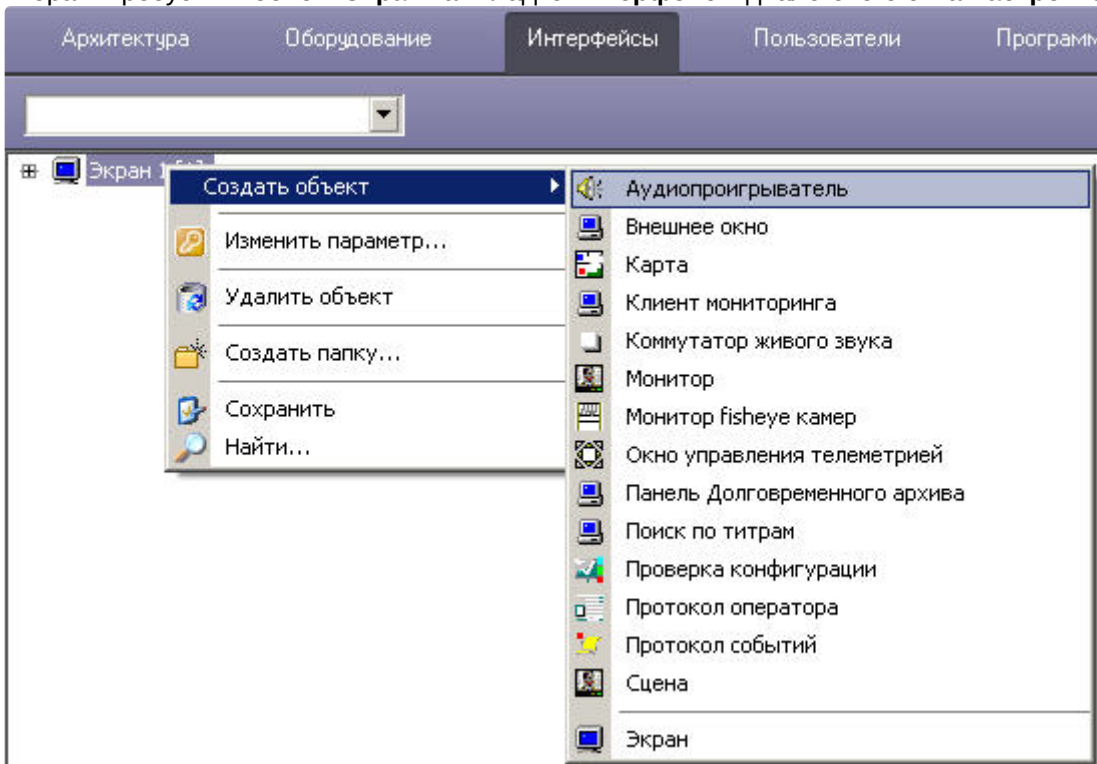 Архитектура Оборудование Интерфейсы Пользователи Программ
Экран 1
Создать объект
Изменить параметр...
Удалить объект
Создать папку...
Сохранить
Найти...
Аудиопроигрыватель
Внешнее окно
Карта
Клиент мониторинга
Коммутатор живого звука
Монитор
Монитор fisheye камер
Окно управления телеметрией
Панель Долговременного архива
Поиск по титрам
Проверка конфигурации
Протокол оператора
Протокол событий
Сцена
Экран